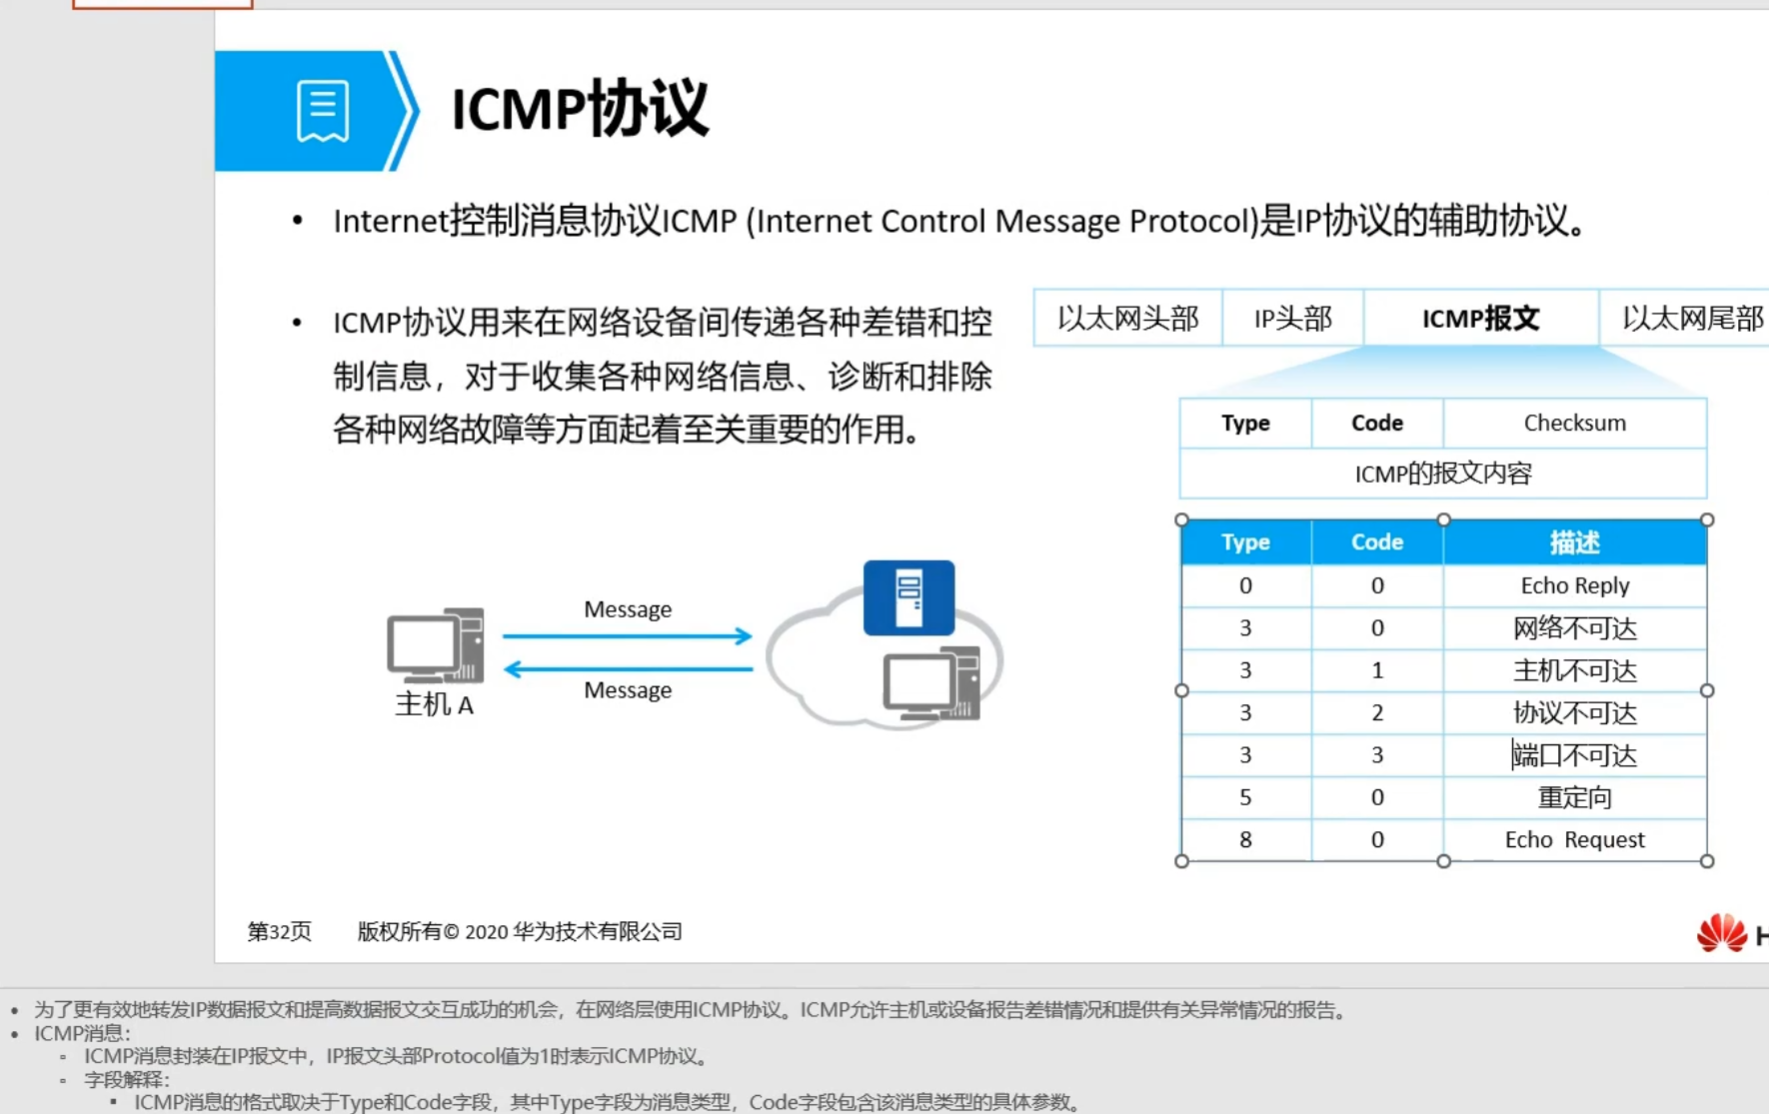 ICMP协议
• Internet控制消息协议ICMP (Internet Control Message Protocol)是IP协议的辅助协议。
• ICMP协议用来在网络设备间传递各种差错和控
制信息，对于收集各种网络信息、诊断和排除
各种网络故障等方面起着至关重要的作用。
以太网头部 IP头部 ICMP报文 以太网尾部
Type Code Checksum
ICMP的报文内容
Type Code 描述
0 0 Echo Reply
3 0 网络不可达
3 1 主机不可达
3 2 协议不可达
3 3 端口不可达
5 0 重定向
8 0 Echo Request
Message
Message
主机 A
第32页 版权所有© 2020 华为技术有限公司
H
• 为了更有效地转发IP数据报文和提高数据报文交互成功的机会，在网络层使用ICMP协议。ICMP允许主机或设备报告差错情况和提供有关异常情况的报告。
• ICMP消息：
▫ ICMP消息封装在IP报文中，IP报文头部Protocol值为1时表示ICMP协议。
▫ 字段解释：
▪ ICMP消息的格式取决于Type和Code字段，其中Type字段为消息类型，Code字段包含该消息类型的具体参数。